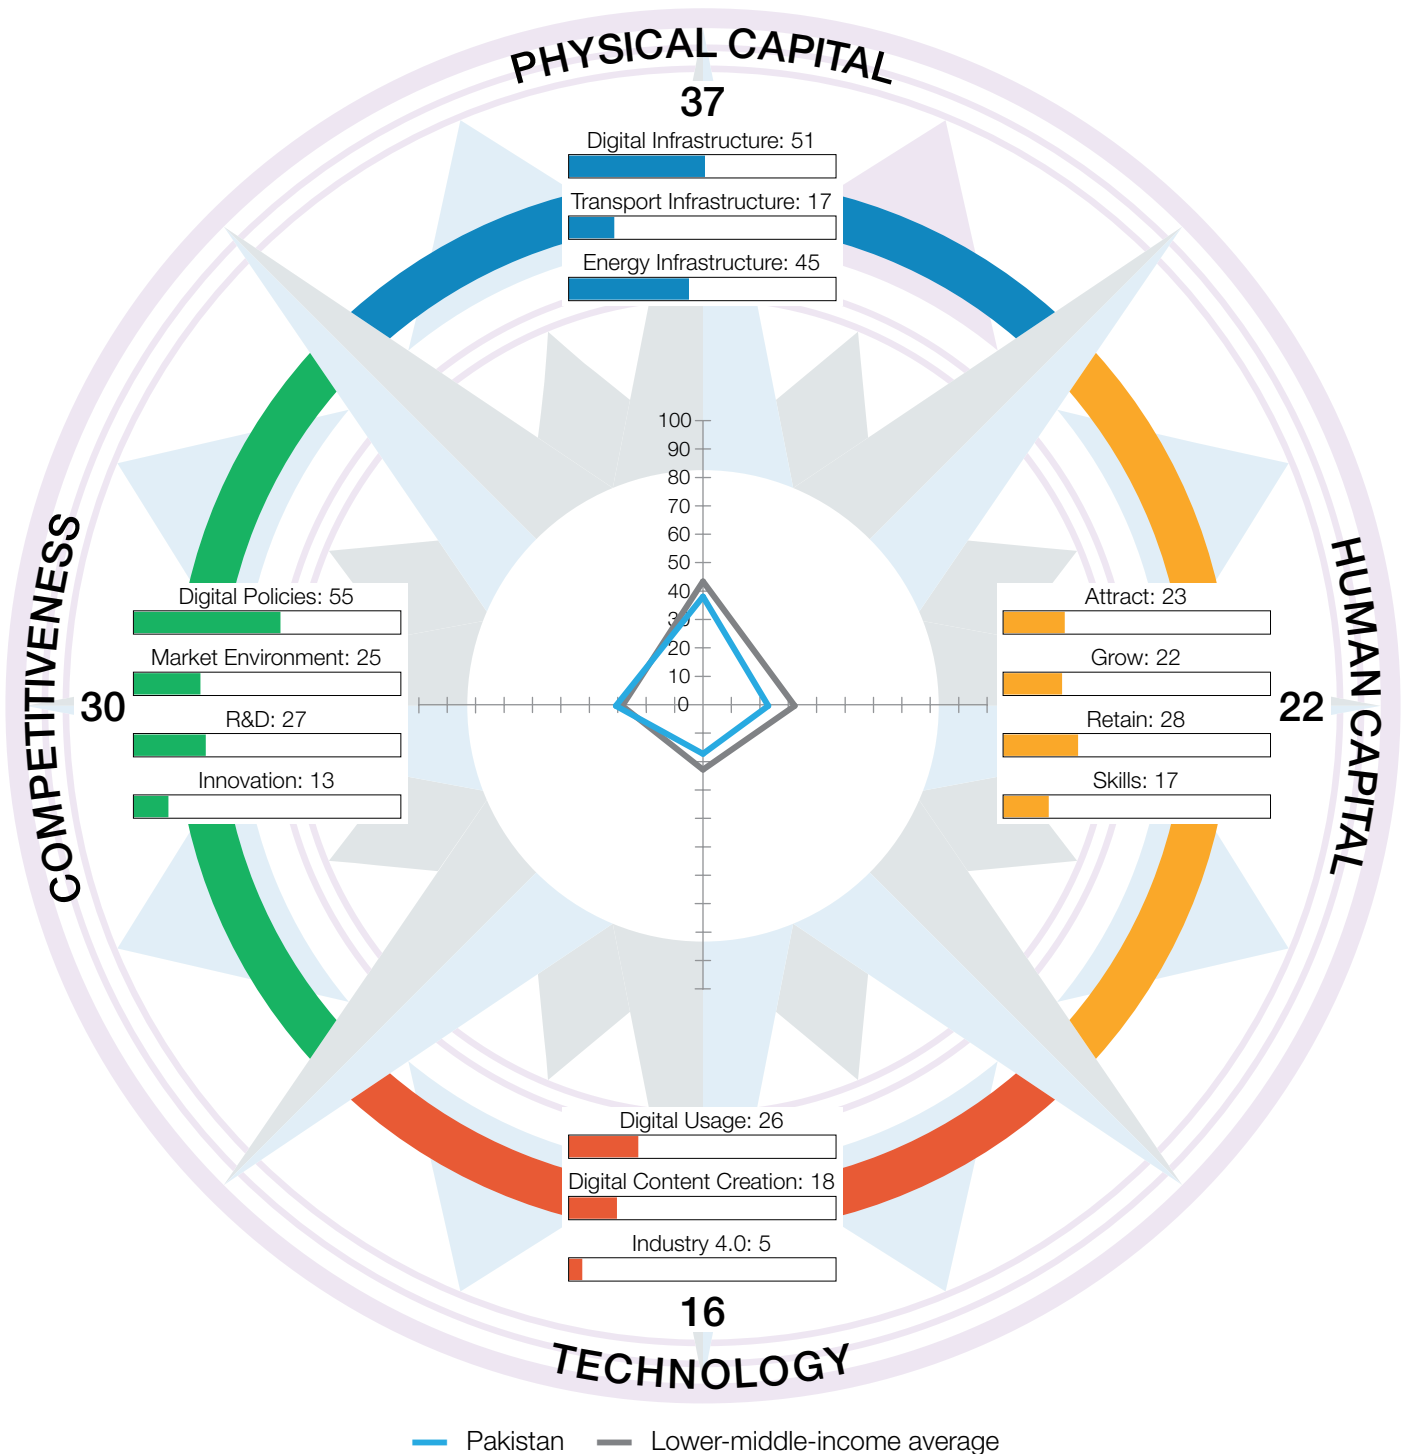 PHYSICAL CAPITAL
37
Digital Infrastructure: 51
Transport Infrastructure: 17
Energy Infrastructure: 45
100
90
80
70
60
50
40
30
20
10
0
COMPETITIVENESS
30
Digital Policies: 55
Market Environment: 25
R&D: 27
Innovation: 13
HUMAN CAPITAL
22
Attract: 23
Grow: 22
Retain: 28
Skills: 17
Digital Usage: 26
Digital Content Creation: 18
Industry 4.0: 5
16
TECHNOLOGY
Pakistan
Lower-middle-income average